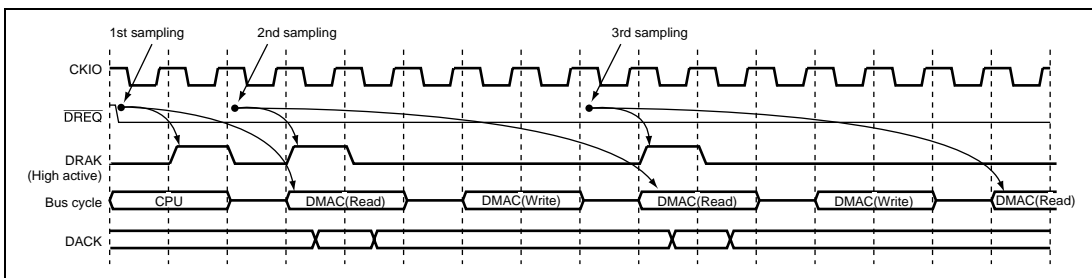 1st sampling 2nd sampling 3rd sampling
CKIO
DREQ
DRAK
(High active)
Bus cycle CPU DMAC(Read) DMAC(Write) DMAC(Read) DMAC(Write) DMAC(Read)
DACK